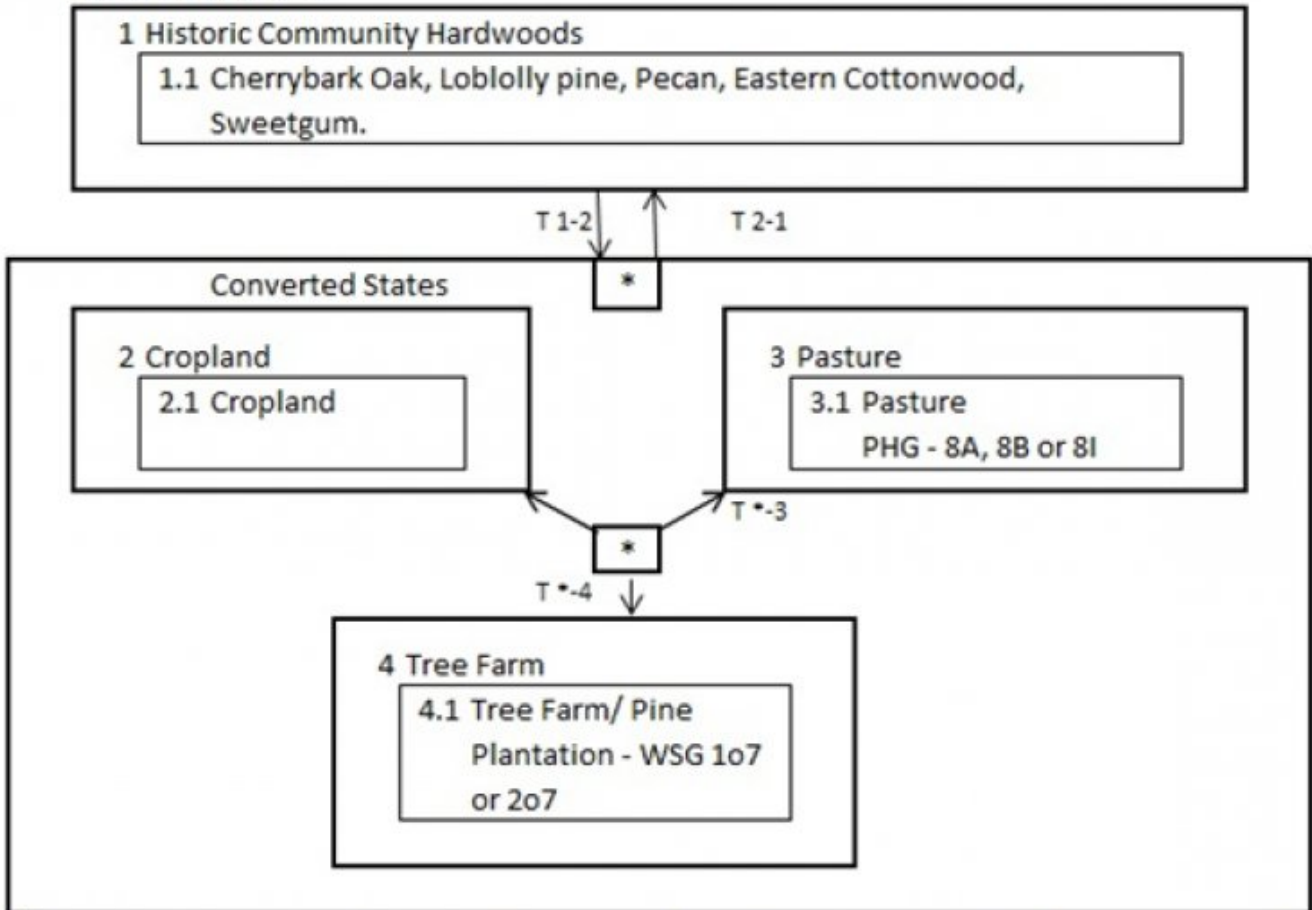 1 Historic Community Hardwoods
1.1 Cherrybark Oak, Loblolly pine, Pecan, Eastern Cottonwood,
Sweetgum.
T 1-2
T 2-1
*
Converted States
2 Cropland
2.1 Cropland
3 Pasture
3.1 Pasture
PHG - 8A, 8B or 8I
T *-3
*
T *-4
4 Tree Farm
4.1 Tree Farm/ Pine
Plantation - WSG 1o7
or 2o7